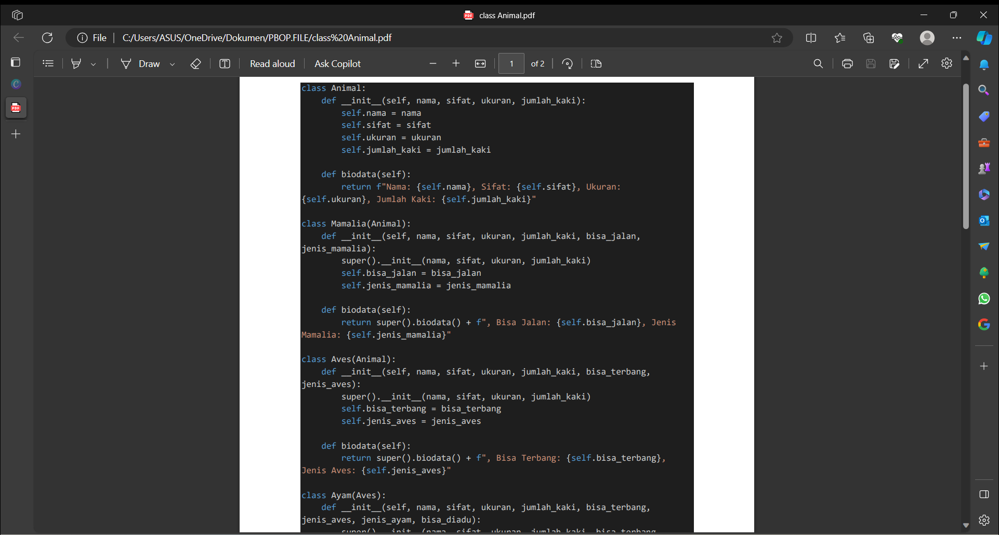 class Animal.pdf
File | C:/Users/ASUS/OneDrive/Dokumen/PBOP.FILE/class%20Animal.pdf
Draw Read aloud Ask Copilot 1 of 2
class Animal:
    def __init__(self, nama, sifat, ukuran, jumlah_kaki):
        self.nama = nama
        self.sifat = sifat
        self.ukuran = ukuran
        self.jumlah_kaki = jumlah_kaki

    def biodata(self):
        return f"Nama: {self.nama}, Sifat: {self.sifat}, Ukuran:
{self.ukuran}, Jumlah Kaki: {self.jumlah_kaki}"

class Mamalia(Animal):
    def __init__(self, nama, sifat, ukuran, jumlah_kaki, bisa_jalan,
jenis_mamalia):
        super().__init__(nama, sifat, ukuran, jumlah_kaki)
        self.bisa_jalan = bisa_jalan
        self.jenis_mamalia = jenis_mamalia

    def biodata(self):
        return super().biodata() + f", Bisa Jalan: {self.bisa_jalan}, Jenis
Mamalia: {self.jenis_mamalia}"

class Aves(Animal):
    def __init__(self, nama, sifat, ukuran, jumlah_kaki, bisa_terbang,
jenis_aves):
        super().__init__(nama, sifat, ukuran, jumlah_kaki)
        self.bisa_terbang = bisa_terbang
        self.jenis_aves = jenis_aves

    def biodata(self):
        return super().biodata() + f", Bisa Terbang: {self.bisa_terbang},
Jenis Aves: {self.jenis_aves}"

class Ayam(Aves):
    def __init__(self, nama, sifat, ukuran, jumlah_kaki, bisa_terbang,
jenis_aves, jenis_ayam, bisa_diadu):
        super().__init__(nama, sifat, ukuran, jumlah_kaki, bisa_terbang,